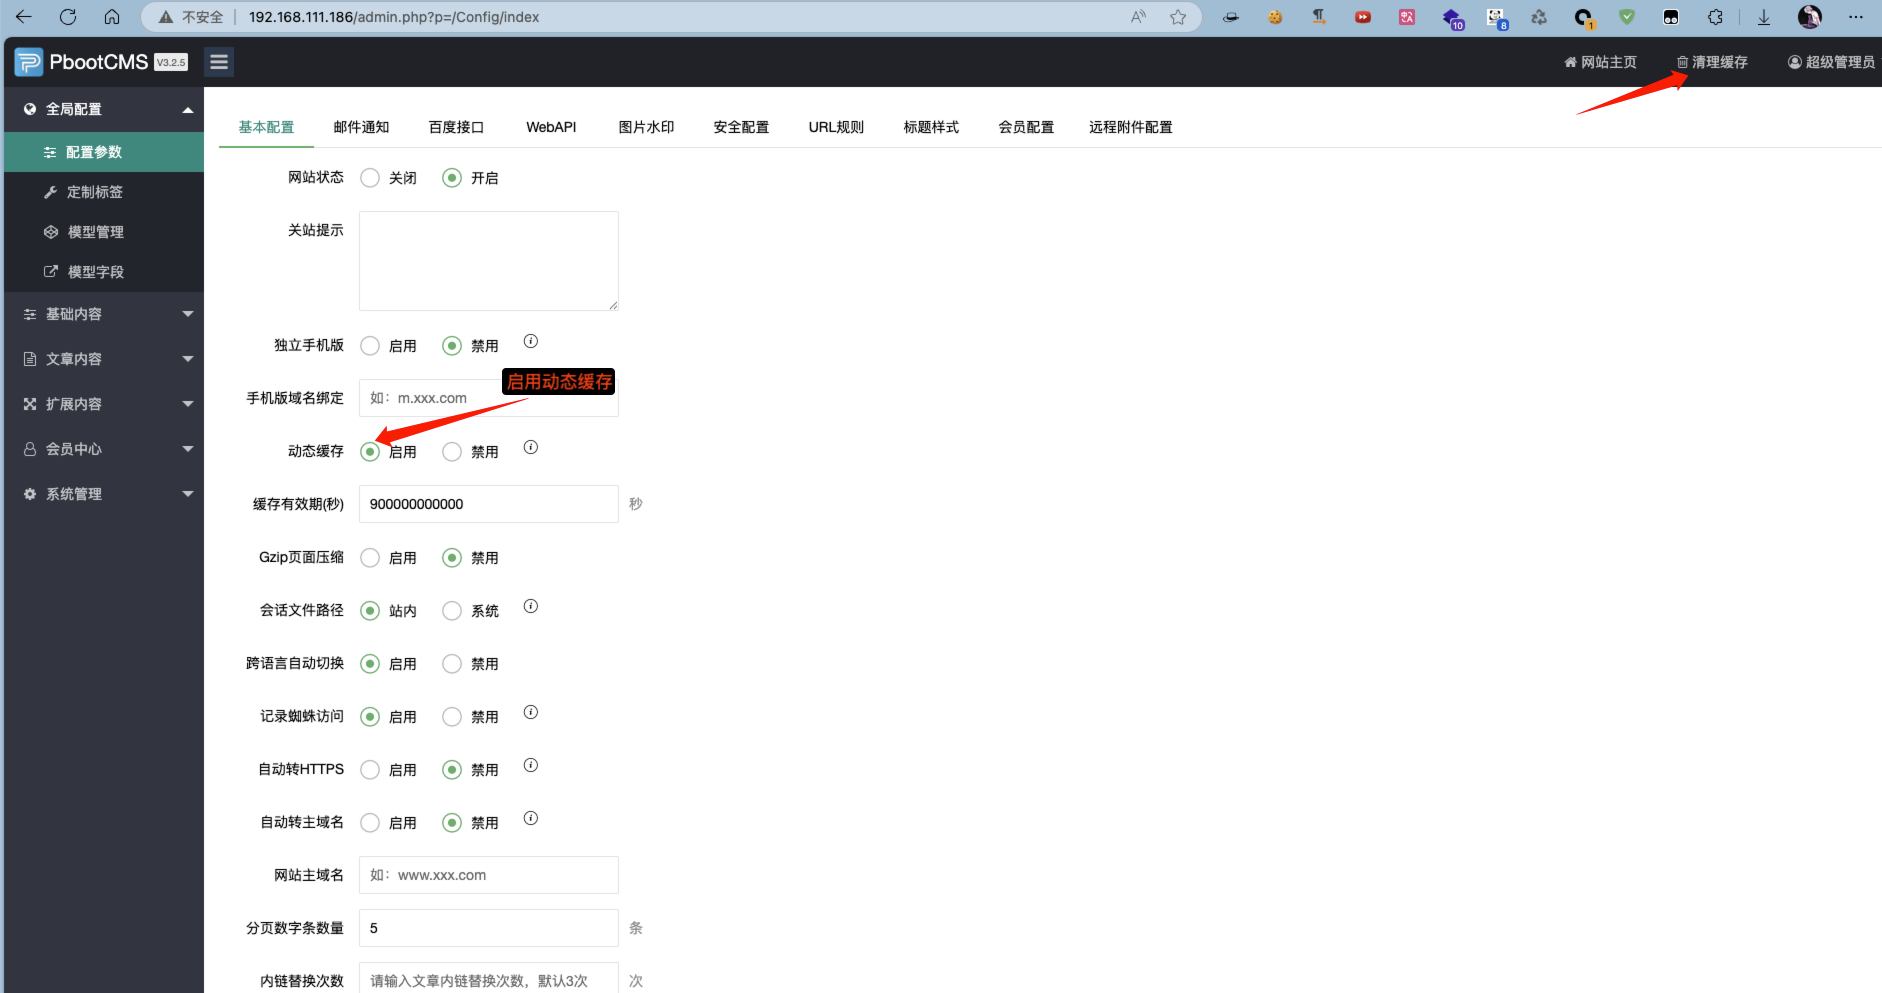 不安全 192.168.111.186/admin.php?p=/Config/index
10 8 1
PbootCMS V3.2.5 网站主页 清理缓存 超级管理员
全局配置
配置参数
定制标签
模型管理
模型字段
基础内容
文章内容
扩展内容
会员中心
系统管理
基本配置 邮件通知 百度接口 WebAPI 图片水印 安全配置 URL规则 标题样式 会员配置 远程附件配置
网站状态 关闭 开启
关站提示
独立手机版 启用 禁用
启用动态缓存
手机版域名绑定 如：m.xxx.com
动态缓存 启用 禁用
缓存有效期(秒) 900000000000 秒
Gzip页面压缩 启用 禁用
会话文件路径 站内 系统
跨语言自动切换 启用 禁用
记录蜘蛛访问 启用 禁用
自动转HTTPS 启用 禁用
自动转主域名 启用 禁用
网站主域名 如：www.xxx.com
分页数字条数量 5 条
内链替换次数 请输入文章内链替换次数，默认3次 次